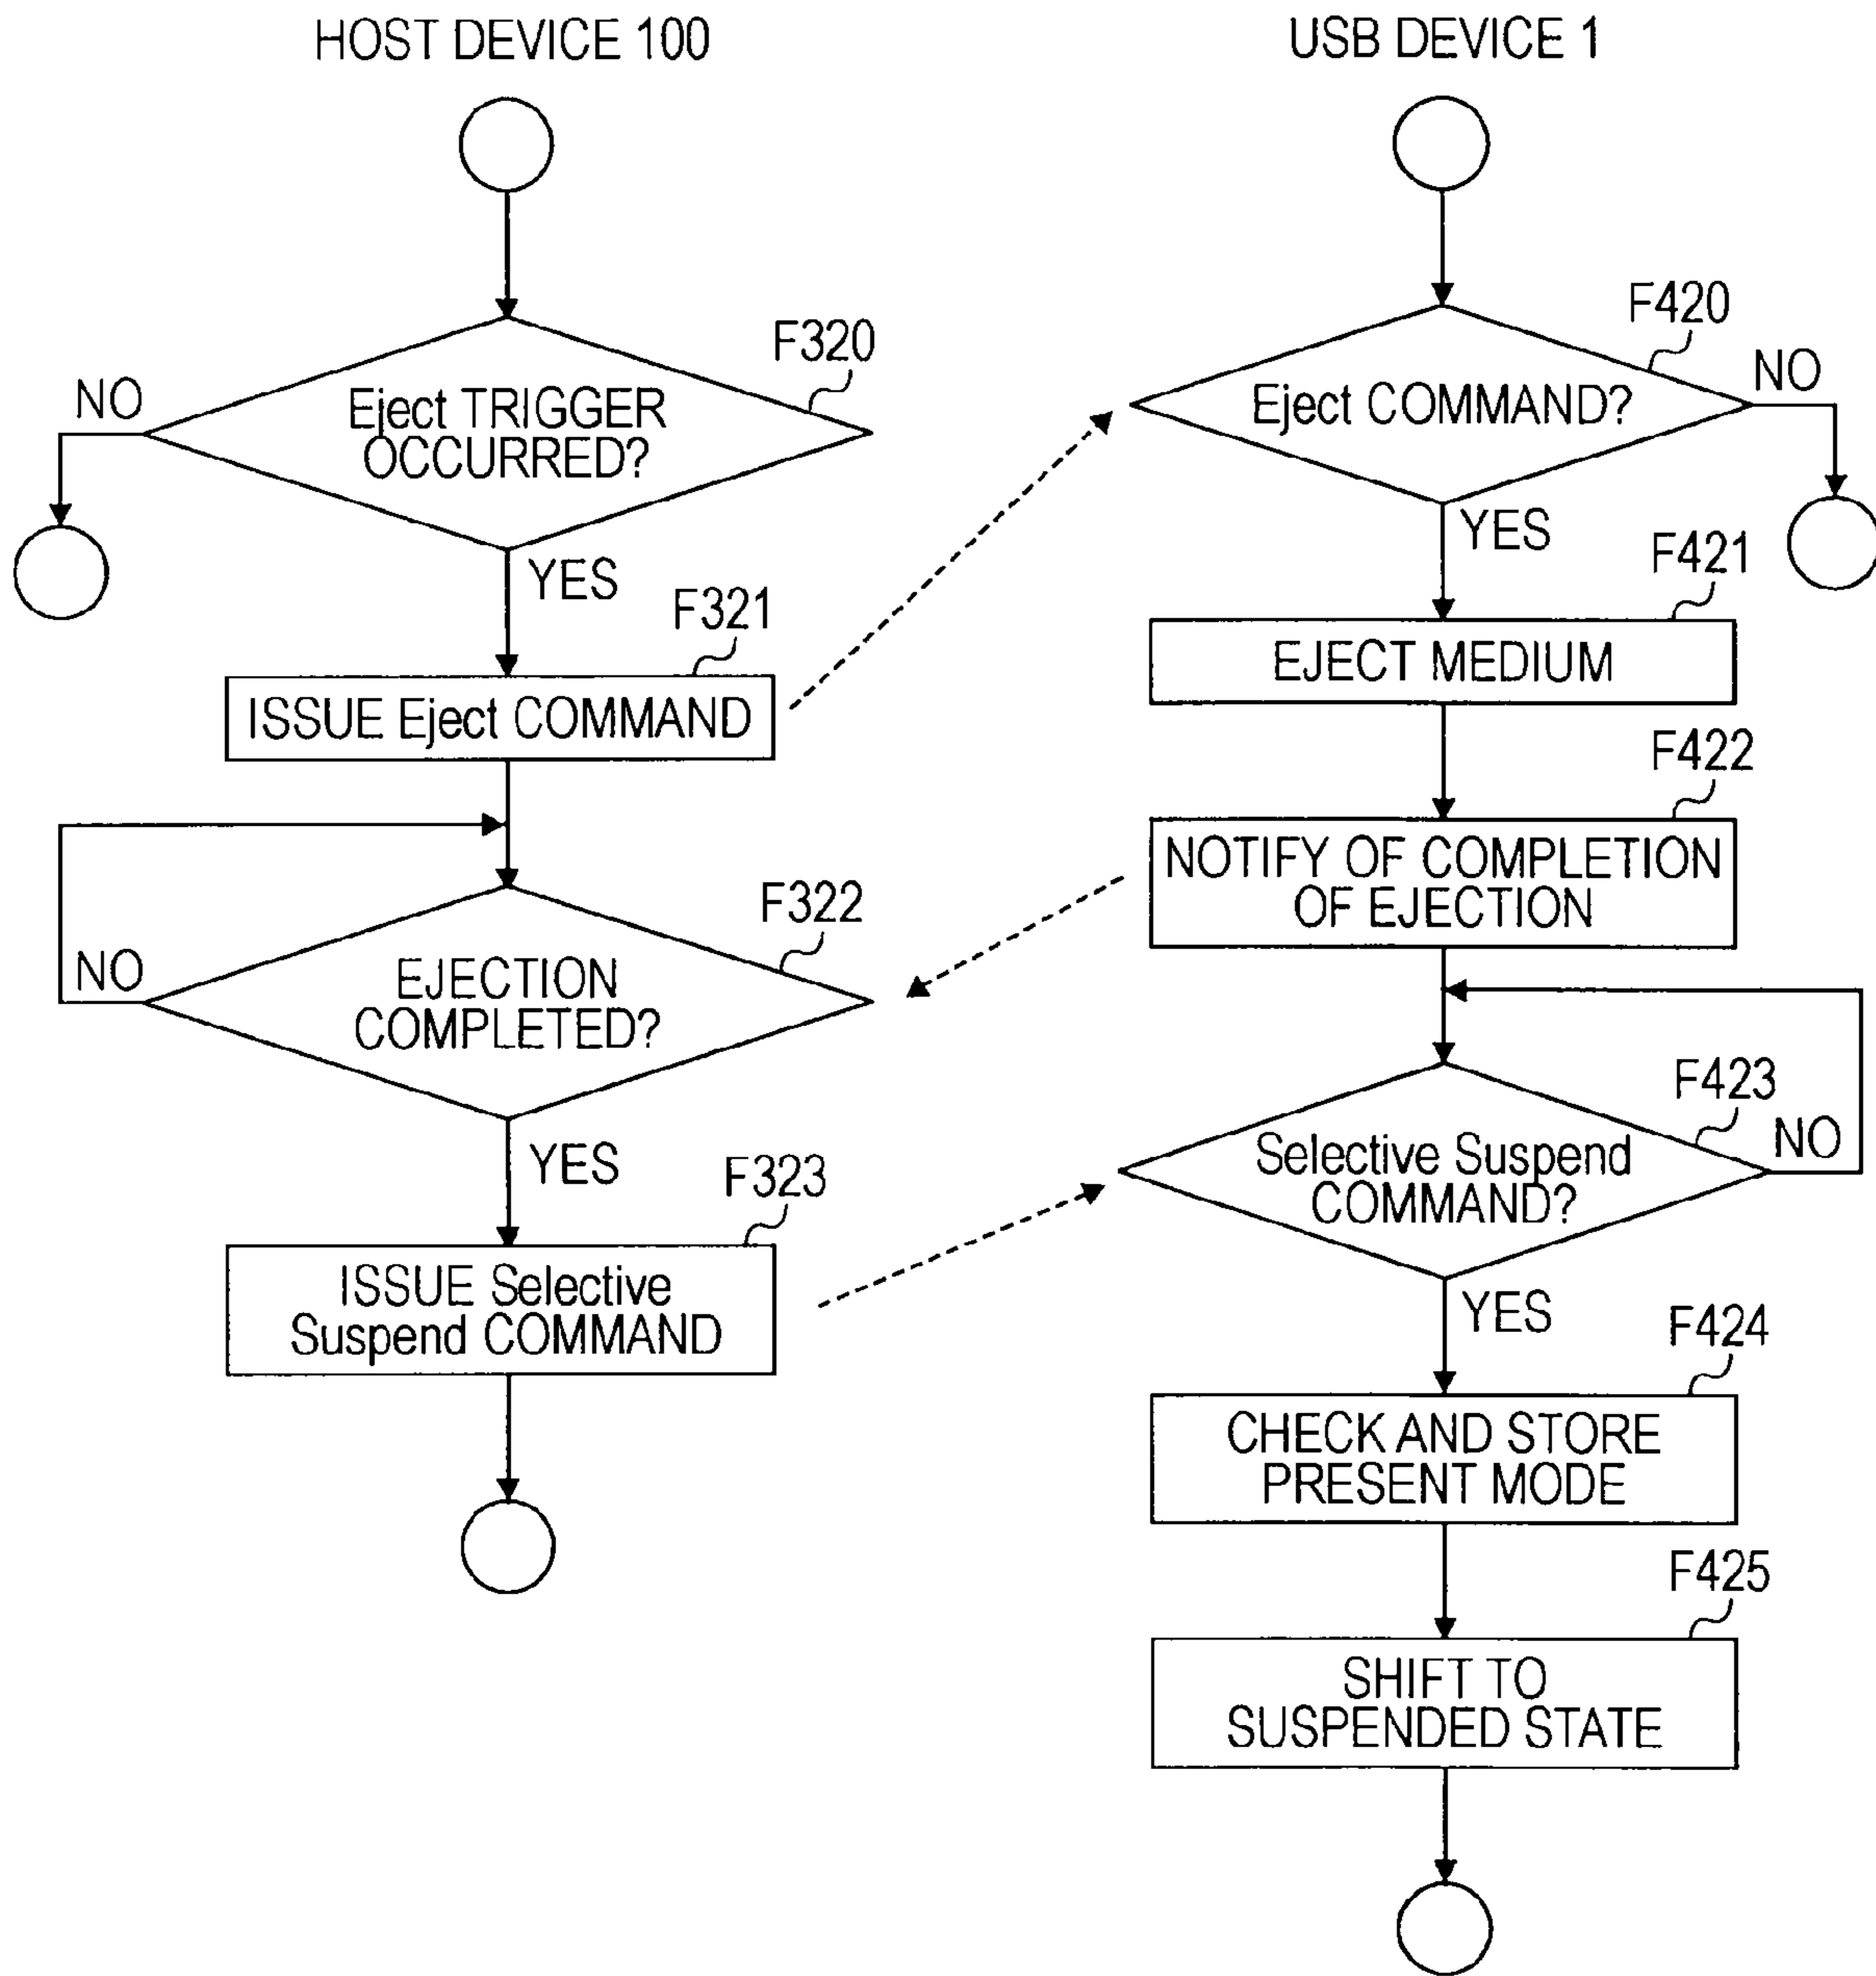 HOST DEVICE 100
F320
NO
Eject TRIGGER
OCCURRED?
YES
F321
ISSUE Eject COMMAND
F322
NO
EJECTION
COMPLETED?
YES
F323
ISSUE Selective
Suspend COMMAND
USB DEVICE 1
F420
NO
Eject COMMAND?
YES
F421
EJECT MEDIUM
F422
NOTIFY OF COMPLETION
OF EJECTION
F423
NO
Selective Suspend
COMMAND?
YES
F424
CHECK AND STORE
PRESENT MODE
F425
SHIFT TO
SUSPENDED STATE